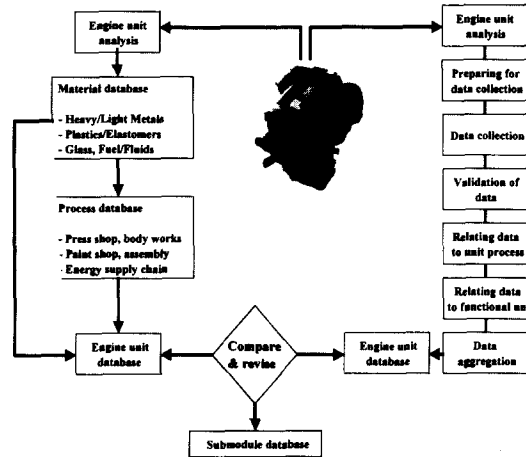 Engine unit
analysis
Material database
- Heavy/Light Metals
- Plastics/Elastomers
- Glass, Fuel/Fluids
Process database
- Press shop, body works
- Paint shop, assembly
- Energy supply chain
Engine unit
database
Compare
& revise
Submodule database
Engine unit
database
Engine unit
analysis
Preparing for
data collection
Data collection
Validation of
data
Relating data
to unit process
Relating data
to functional uni
Data
aggregation